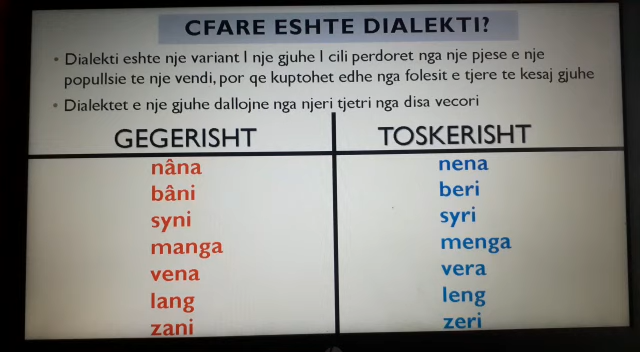 CFARE ESHTE DIALEKTI?
• Dialekti eshte nje variant I nje gjuhe I cili perdoret nga nje pjese e nje
popullsie te nje vendi, por qe kuptohet edhe nga folesit e tjere te kesaj gjuhe
• Dialektet e nje gjuhe dallojne nga njeri tjetri nga disa vecori
GEGERISHT TOSKERISHT
nâna nena
bâni beri
syni syri
manga menga
vena vera
lang leng
zani zeri